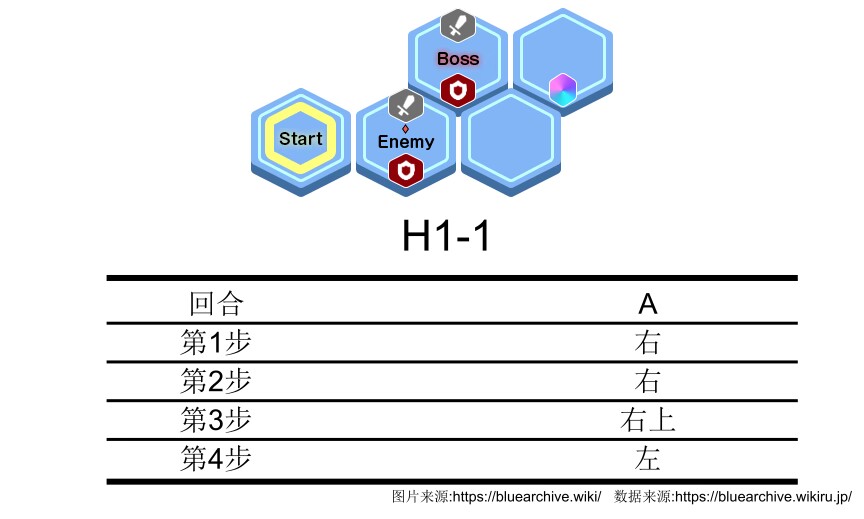 Boss
Start
Enemy
H1-1
回合 A
第1步 右
第2步 右
第3步 右上
第4步 左
图片来源:https://bluearchive.wiki/ 数据来源:https://bluearchive.wikiru.jp/